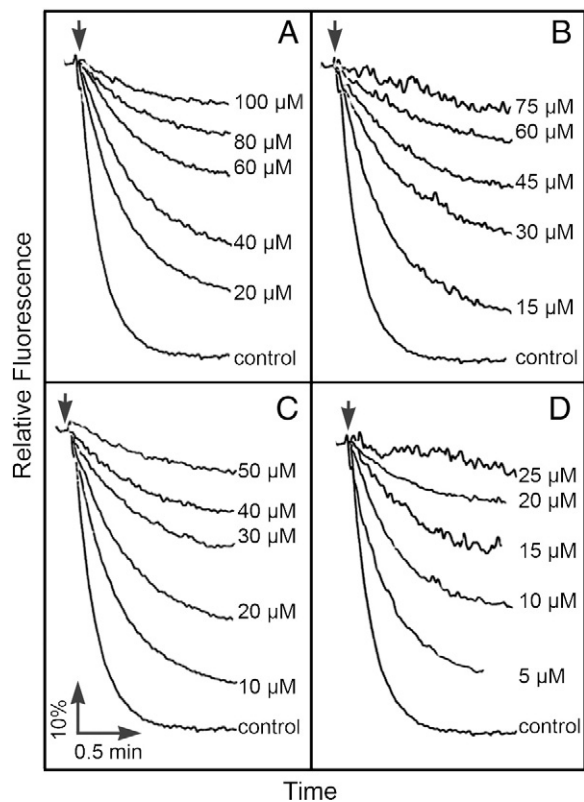 A
100 µM
80 µM
60 µM
40 µM
20 µM
control
B
75 µM
60 µM
45 µM
30 µM
15 µM
control
C
50 µM
40 µM
30 µM
20 µM
10 µM
control
10%
0.5 min
D
25 µM
20 µM
15 µM
10 µM
5 µM
control
Relative Fluorescence
Time